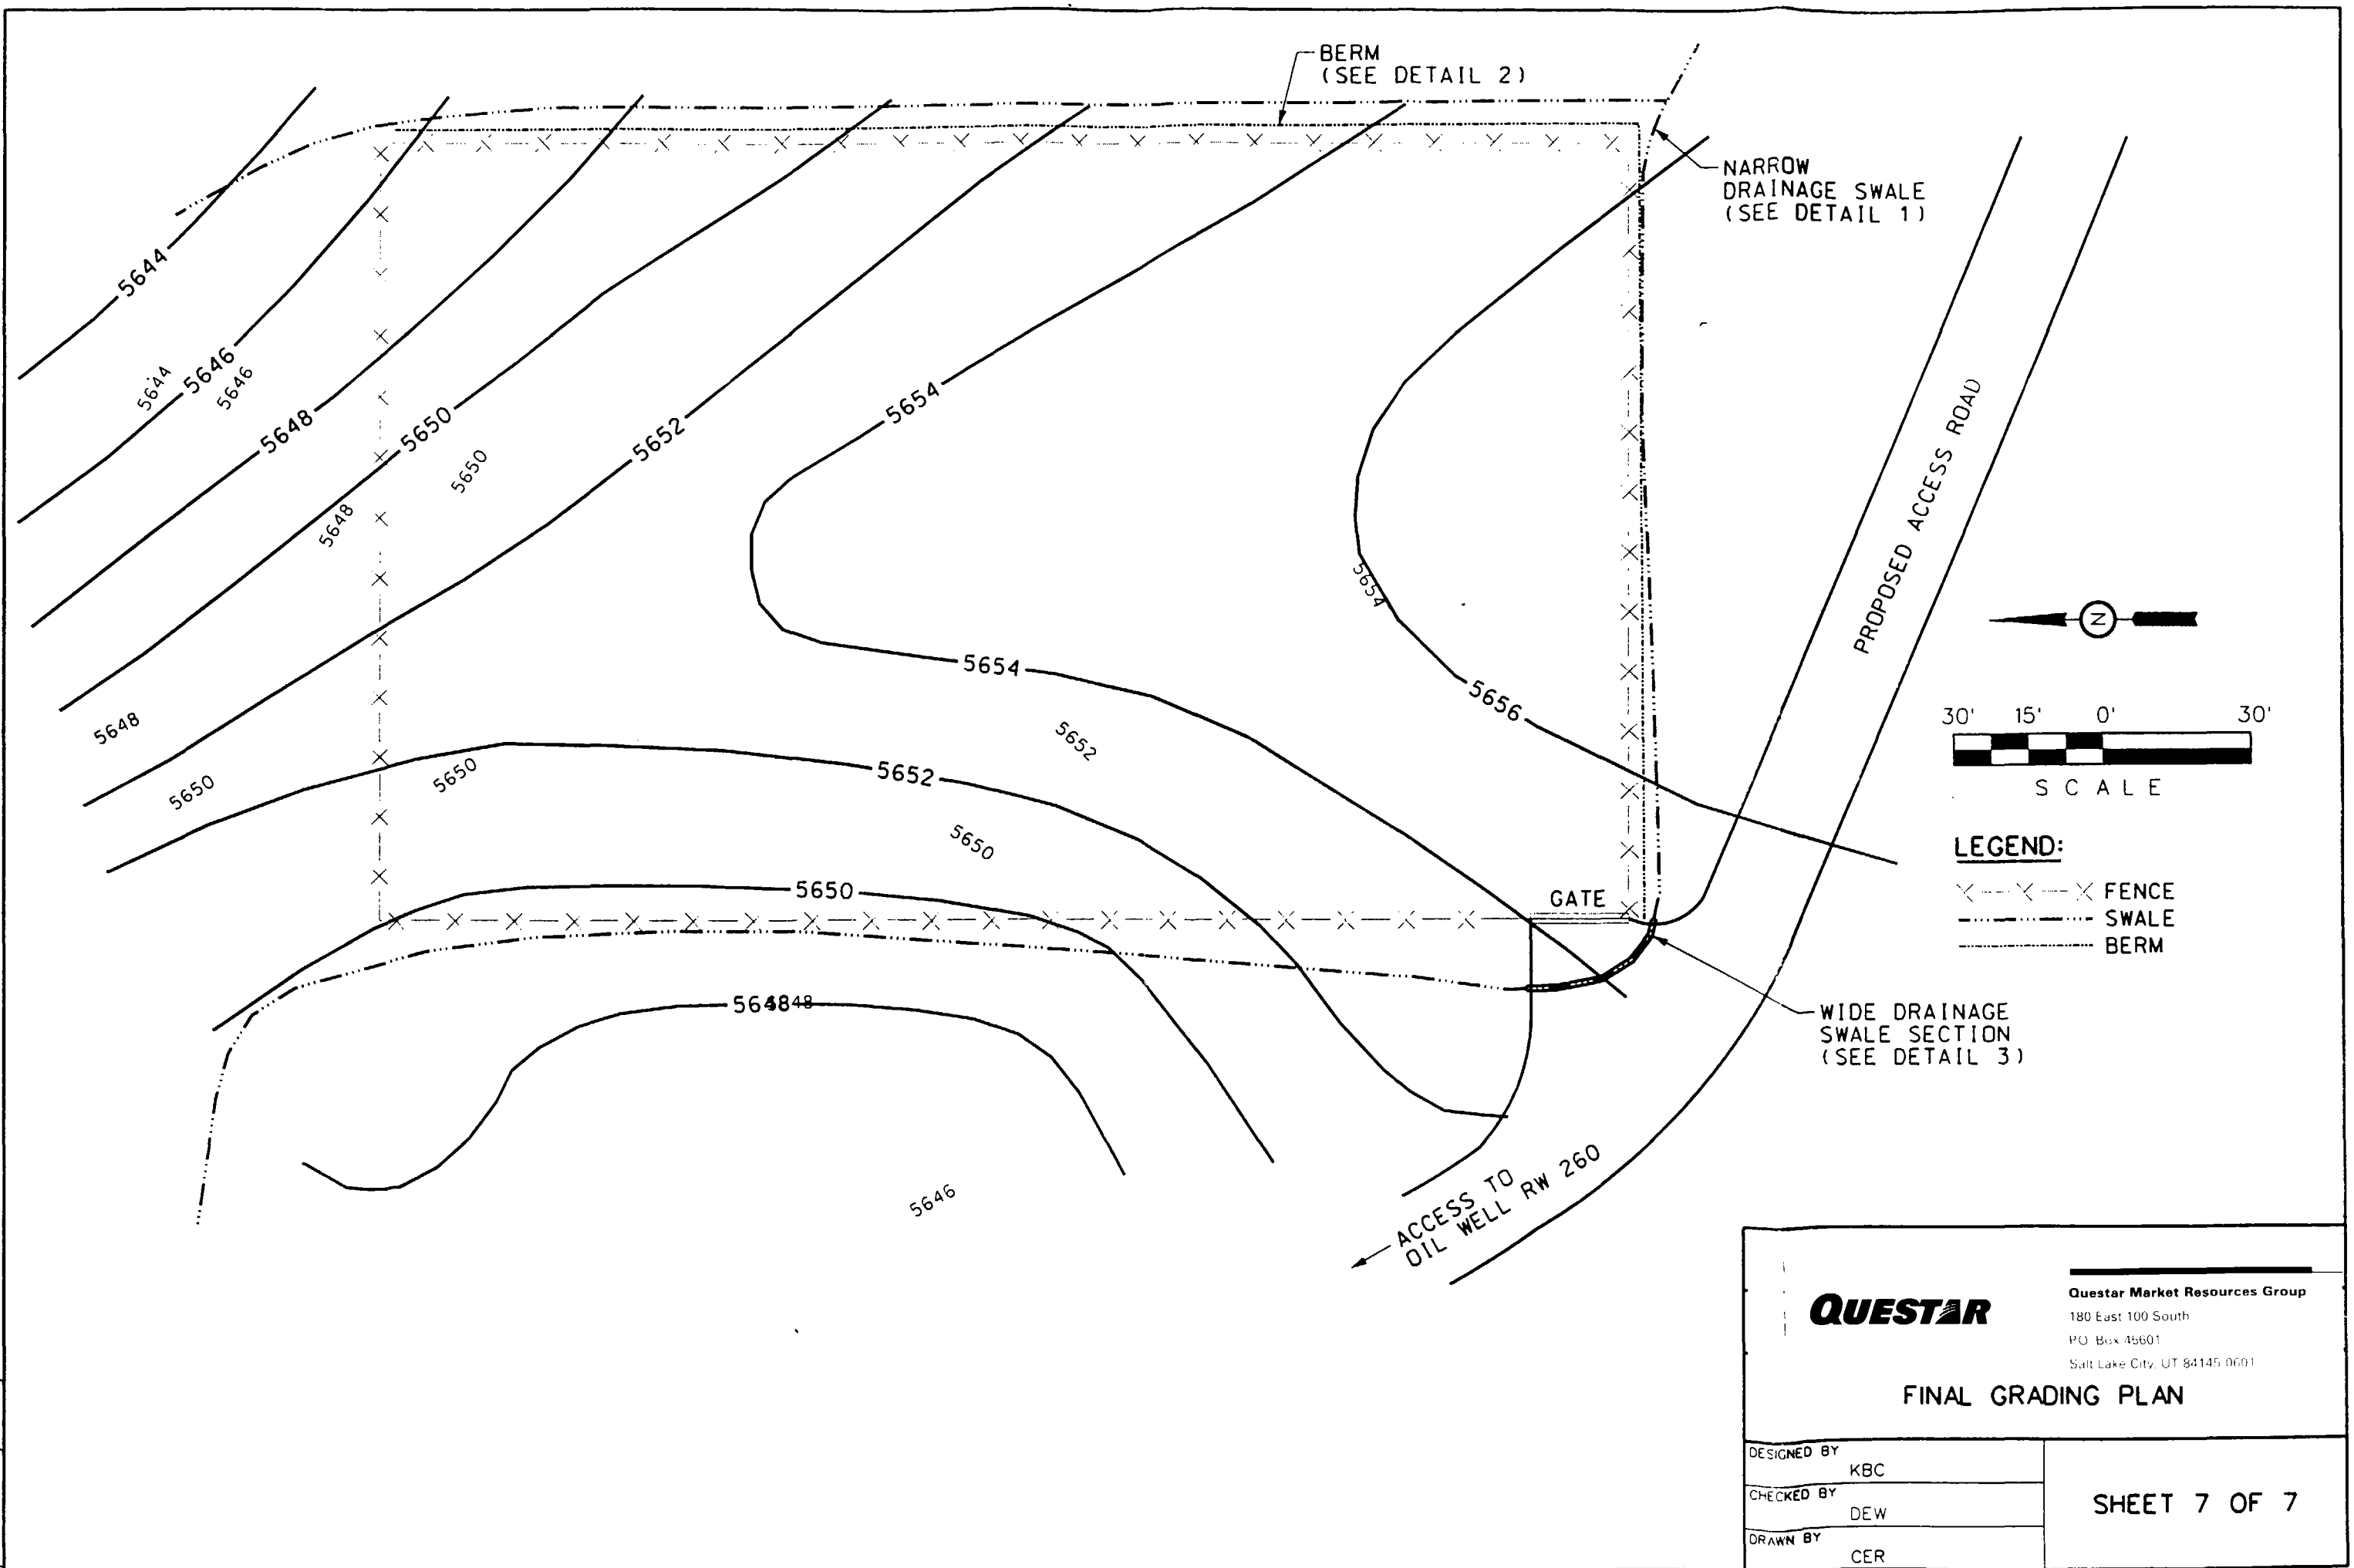 BERM
(SEE DETAIL 2)
NARROW
DRAINAGE SWALE
(SEE DETAIL 1)
5644
5646
5644
5646
5648
5650
5650
5648
5652
5654
5654
PROPOSED ACCESS ROAD
N
5654
5656
30' 15' 0' 30'
SCALE
5648
5650
5650
5652
5652
5650
5650
LEGEND:
FENCE
SWALE
BERM
GATE
5648
WIDE DRAINAGE
SWALE SECTION
(SEE DETAIL 3)
5646
ACCESS TO
OIL WELL RW 260
QUESTAR
Questar Market Resources Group
180 East 100 South
P.O. Box 45601
Salt Lake City, UT 84145 0601
FINAL GRADING PLAN
DESIGNED BY
KBC
CHECKED BY
DEW
DRAWN BY
CER
SHEET 7 OF 7